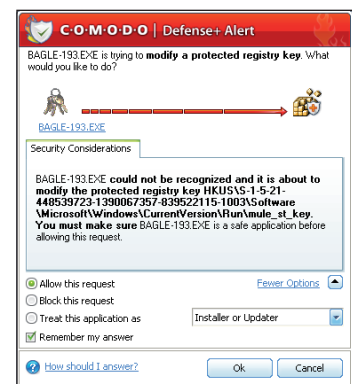 C·O·M·O·D·O | Defense+ Alert
BAGLE-193.EXE is trying to modify a protected registry key. What
would you like to do?
BAGLE-193.EXE
Security Considerations
BAGLE-193.EXE could not be recognized and it is about to
modify the protected registry key HKUS\S-1-5-21-
448539723-1390067357-839522115-1003\Software
\Microsoft\Windows\CurrentVersion\Run\mule_st_key.
You must make sure BAGLE-193.EXE is a safe application before
allowing this request.
Allow this request
Fewer Options
Block this request
Treat this application as
Installer or Updater
Remember my answer
How should I answer?
Ok
Cancel